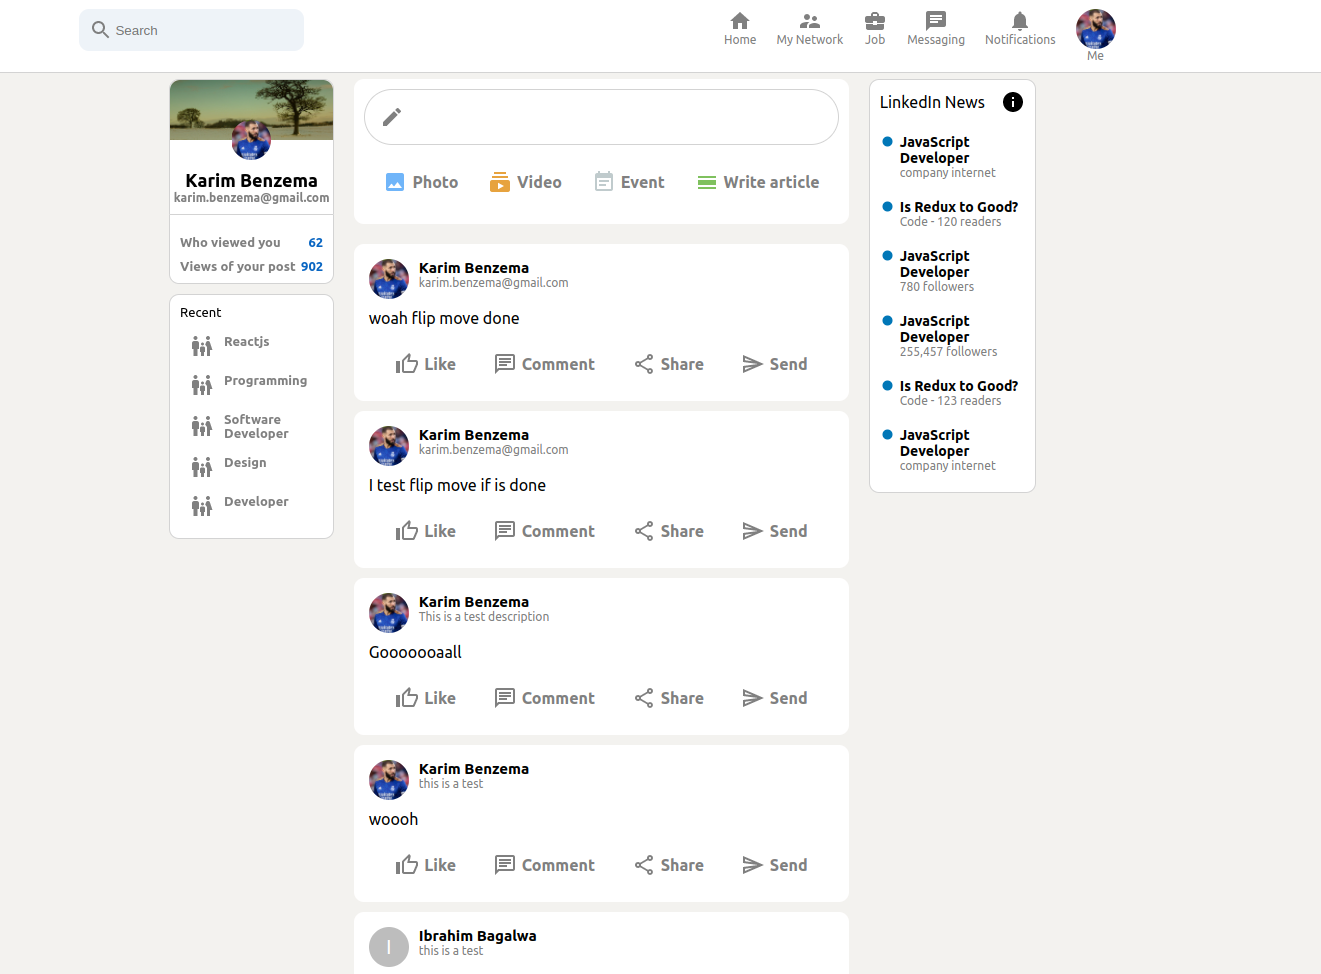 Search
Home
My Network
Job
Messaging
Notifications
Me
Karim Benzema
karim.benzema@gmail.com
Who viewed you 62
Views of your post 902
Recent
Reactjs
Programming
Software
Developer
Design
Developer
Photo
Video
Event
Write article
Karim Benzema
karim.benzema@gmail.com
woah flip move done
Like
Comment
Share
Send
Karim Benzema
karim.benzema@gmail.com
I test flip move if is done
Like
Comment
Share
Send
Karim Benzema
This is a test description
Gooooooaall
Like
Comment
Share
Send
Karim Benzema
this is a test
woooh
Like
Comment
Share
Send
I
Ibrahim Bagalwa
this is a test
LinkedIn News
JavaScript
Developer
company internet
Is Redux to Good?
Code - 120 readers
JavaScript
Developer
780 followers
JavaScript
Developer
255,457 followers
Is Redux to Good?
Code - 123 readers
JavaScript
Developer
company internet